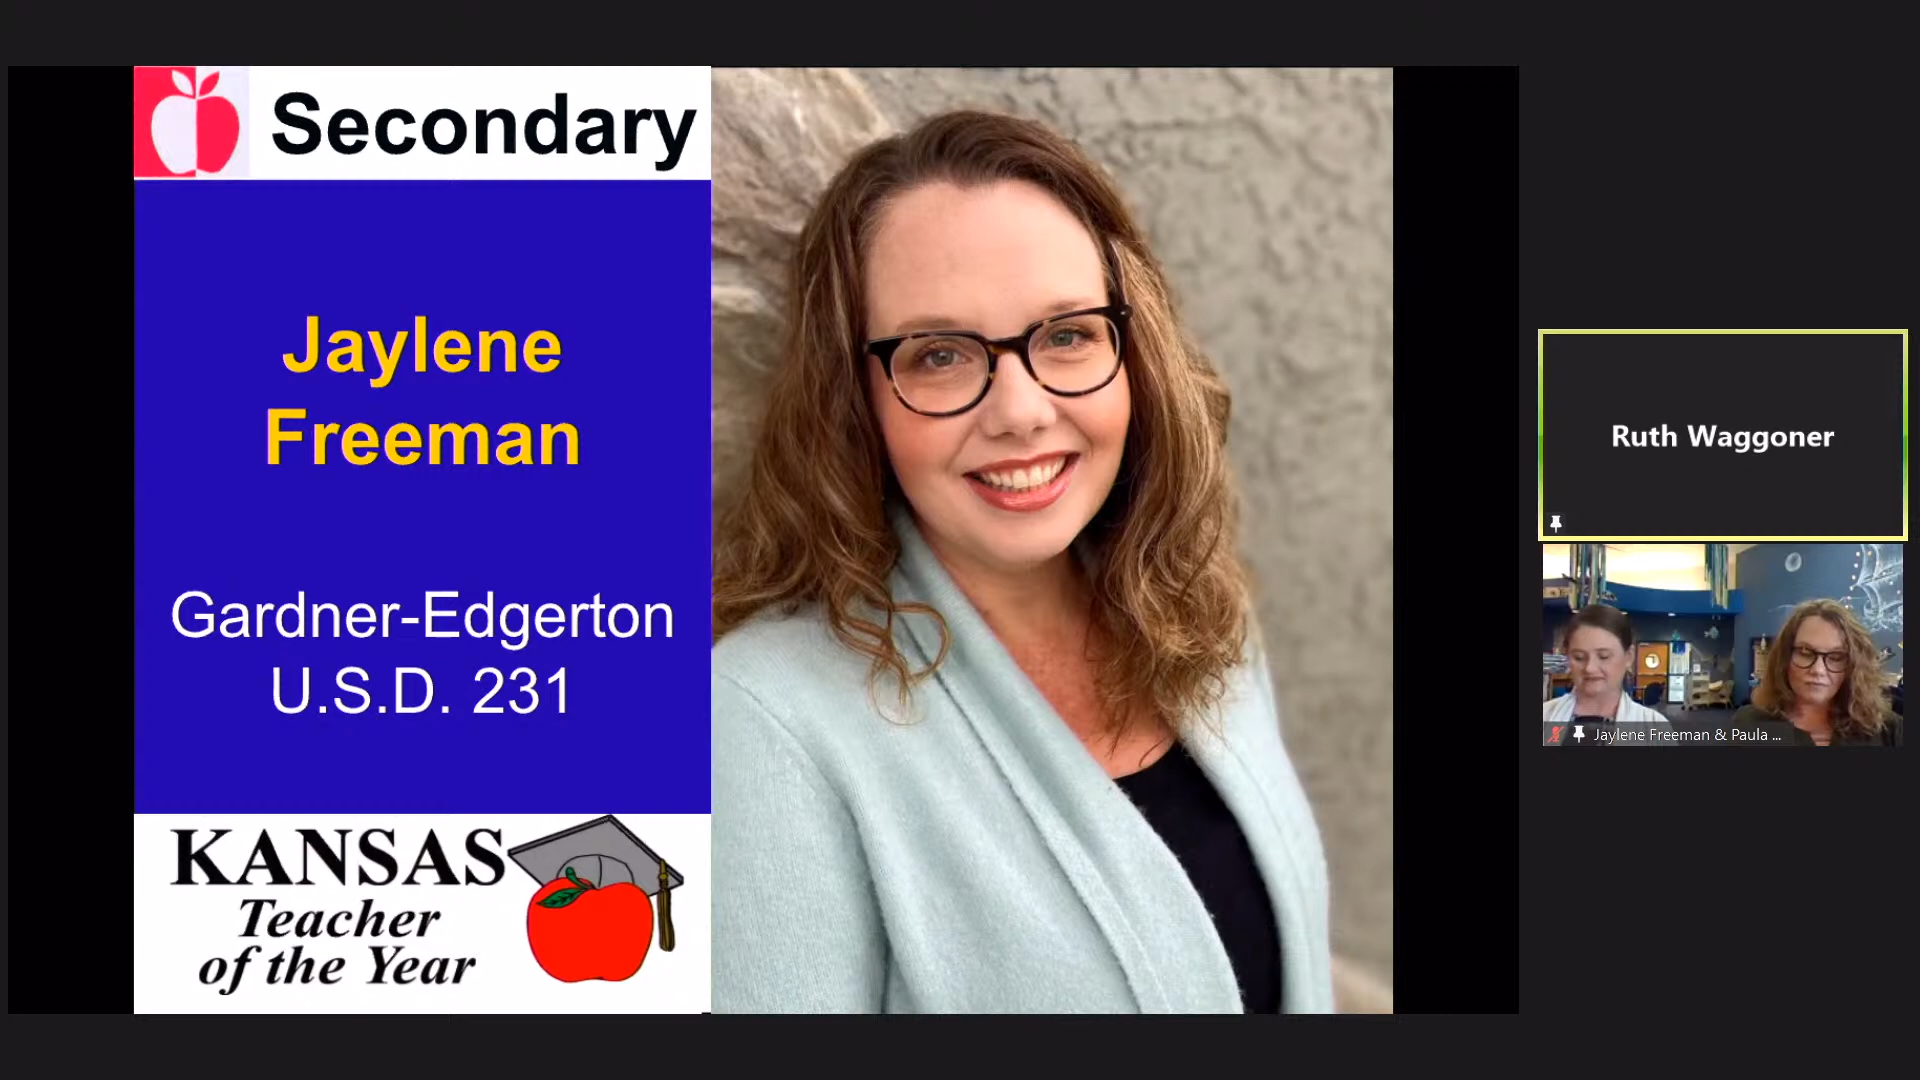 Secondary
Jaylene
Freeman
Gardner-Edgerton
U.S.D. 231
KANSAS
Teacher
of the Year
Ruth Waggoner
Jaylene Freeman & Paula ...